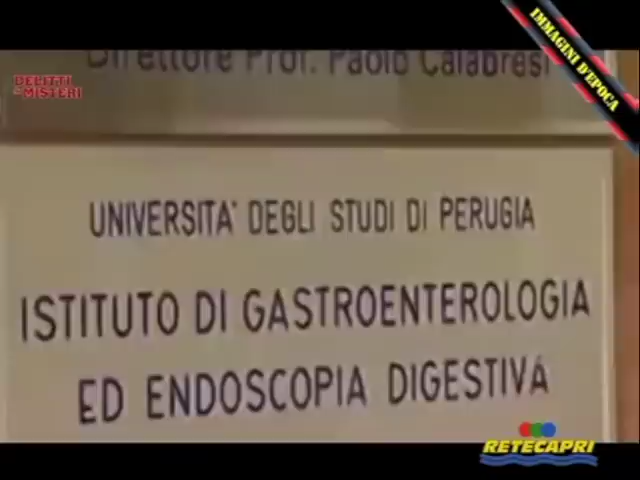 Direttore Prof. Paolo Calabresi
IMMAGINI D'EPOCA
DELITTI
& MISTERI
UNIVERSITA' DEGLI STUDI DI PERUGIA
ISTITUTO DI GASTROENTEROLOGIA
ED ENDOSCOPIA DIGESTIVA
RETECAPRI